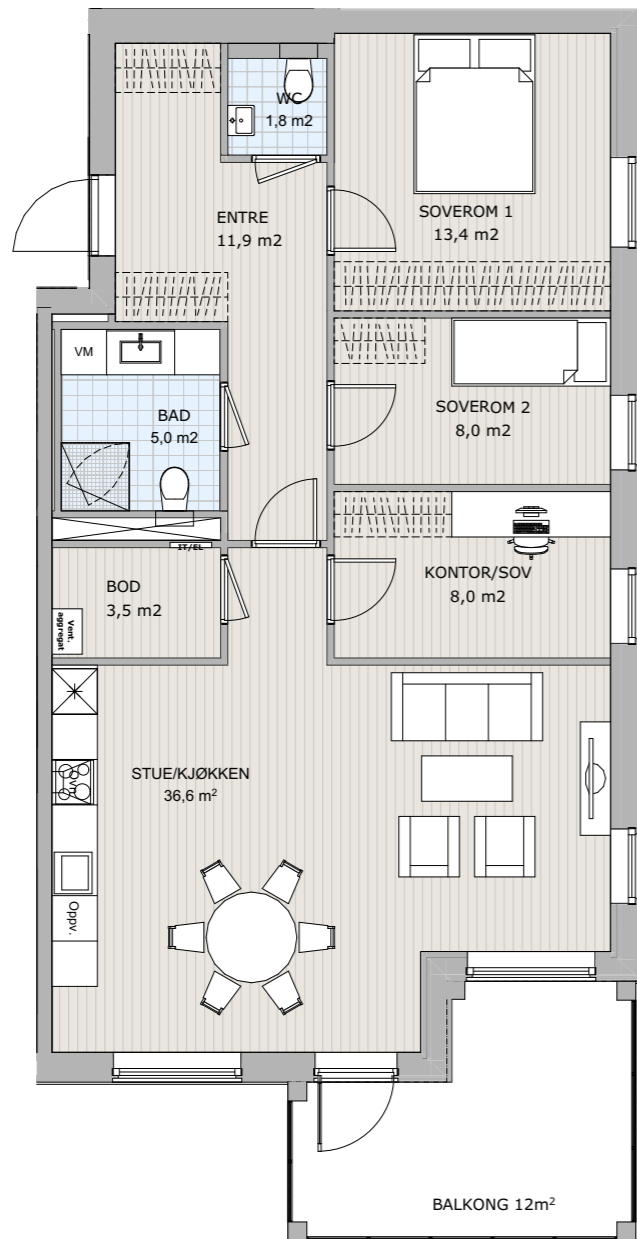 WC
1,8 m2
ENTRE
11,9 m2
SOVEROM 1
13,4 m2
VM
BAD
5,0 m2
SOVEROM 2
8,0 m2
IT/EL
BOD
3,5 m2
KONTOR/SOV
8,0 m2
Vent.
aggregat
STUE/KJØKKEN
36,6 m²
Ovn
Oppv.
BALKONG 12m²